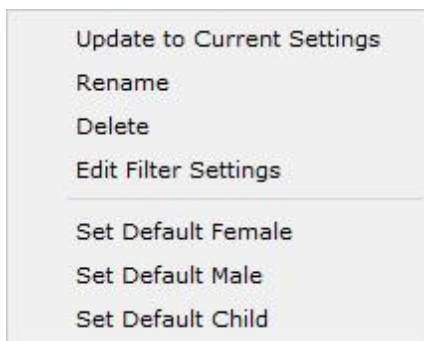 Update to Current Settings
Rename
Delete
Edit Filter Settings
Set Default Female
Set Default Male
Set Default Child